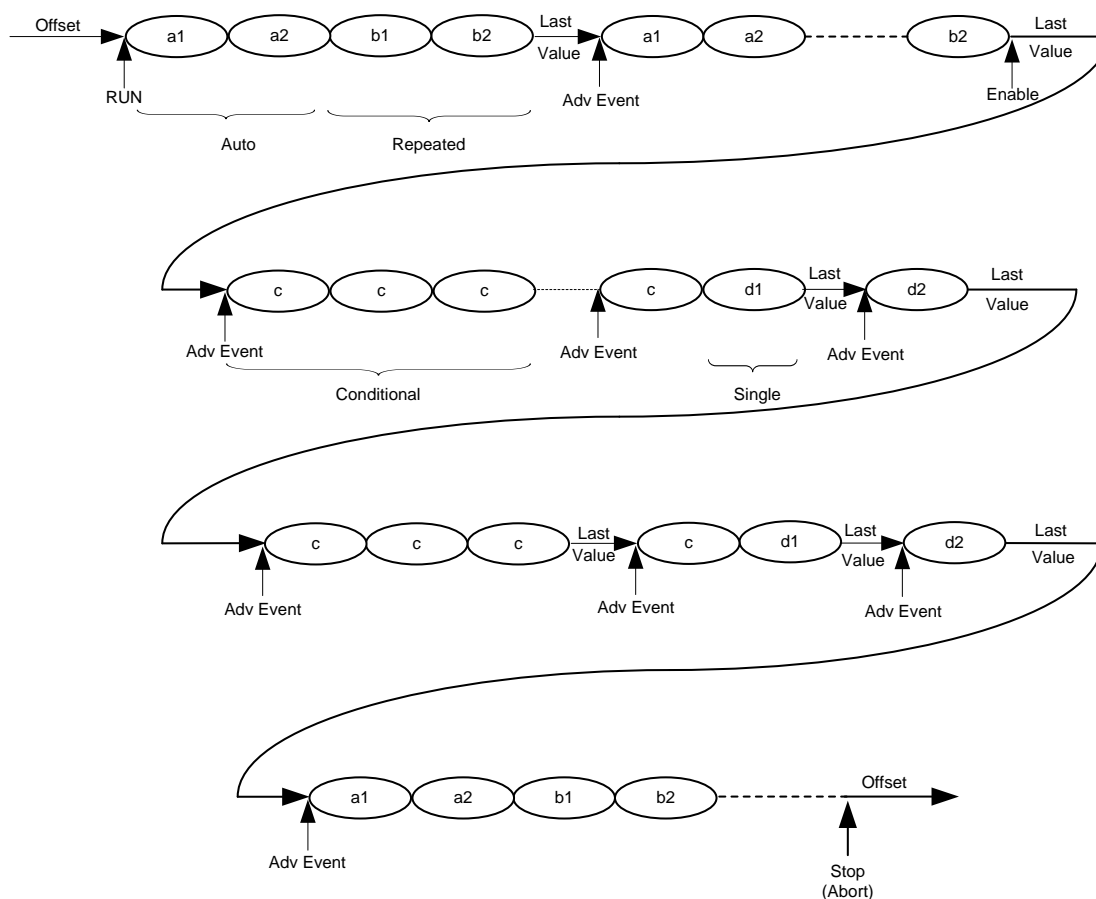 Offset
a1 a2 b1 b2
Last
Value
a1 a2
b2
Last
Value
RUN
Adv Event
Enable
Auto
Repeated
c c c
c d1
Last
Value
d2
Last
Value
Adv Event
Adv Event
Adv Event
Conditional
Single
c c c
Last
Value
c d1
Last
Value
d2
Last
Value
Adv Event
Adv Event
Adv Event
a1 a2 b1 b2
Offset
Adv Event
Stop
(Abort)